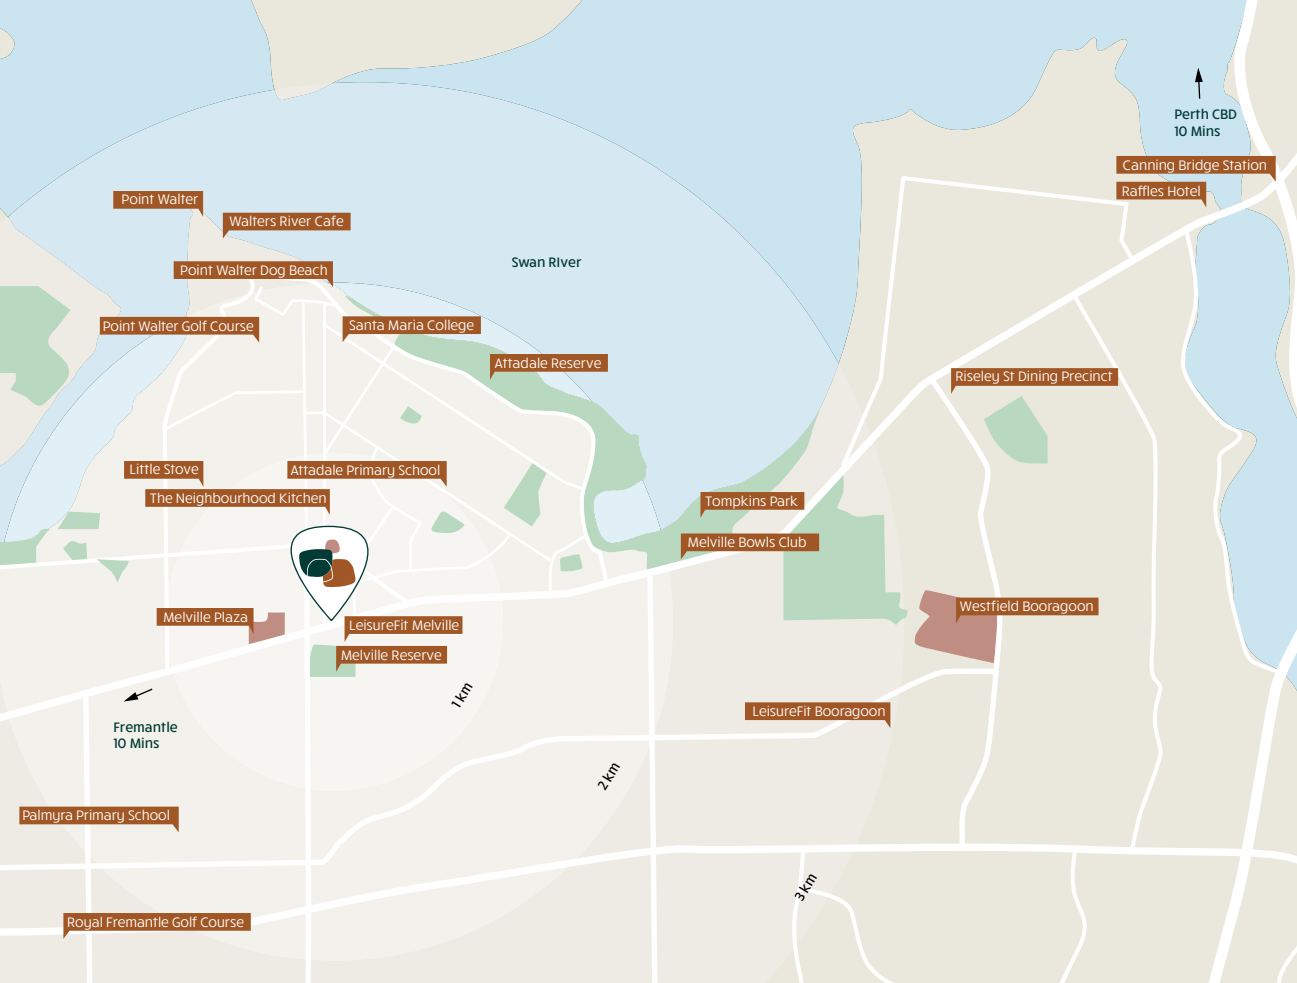 Perth CBD
10 Mins
Canning Bridge Station
Raffles Hotel
Point Walter
Walters River Cafe
Swan RIver
Point Walter Dog Beach
Point Walter Golf Course
Santa Maria College
Attadale Reserve
Riseley St Dining Precinct
Little Stove
Attadale Primary School
The Neighbourhood Kitchen
Tompkins Park
Melville Bowls Club
Westfield Booragoon
Melville Plaza
LeisureFit Melville
Melville Reserve
1 km
LeisureFit Booragoon
Fremantle
10 Mins
2 km
Palmyra Primary School
3 km
Royal Fremantle Golf Course